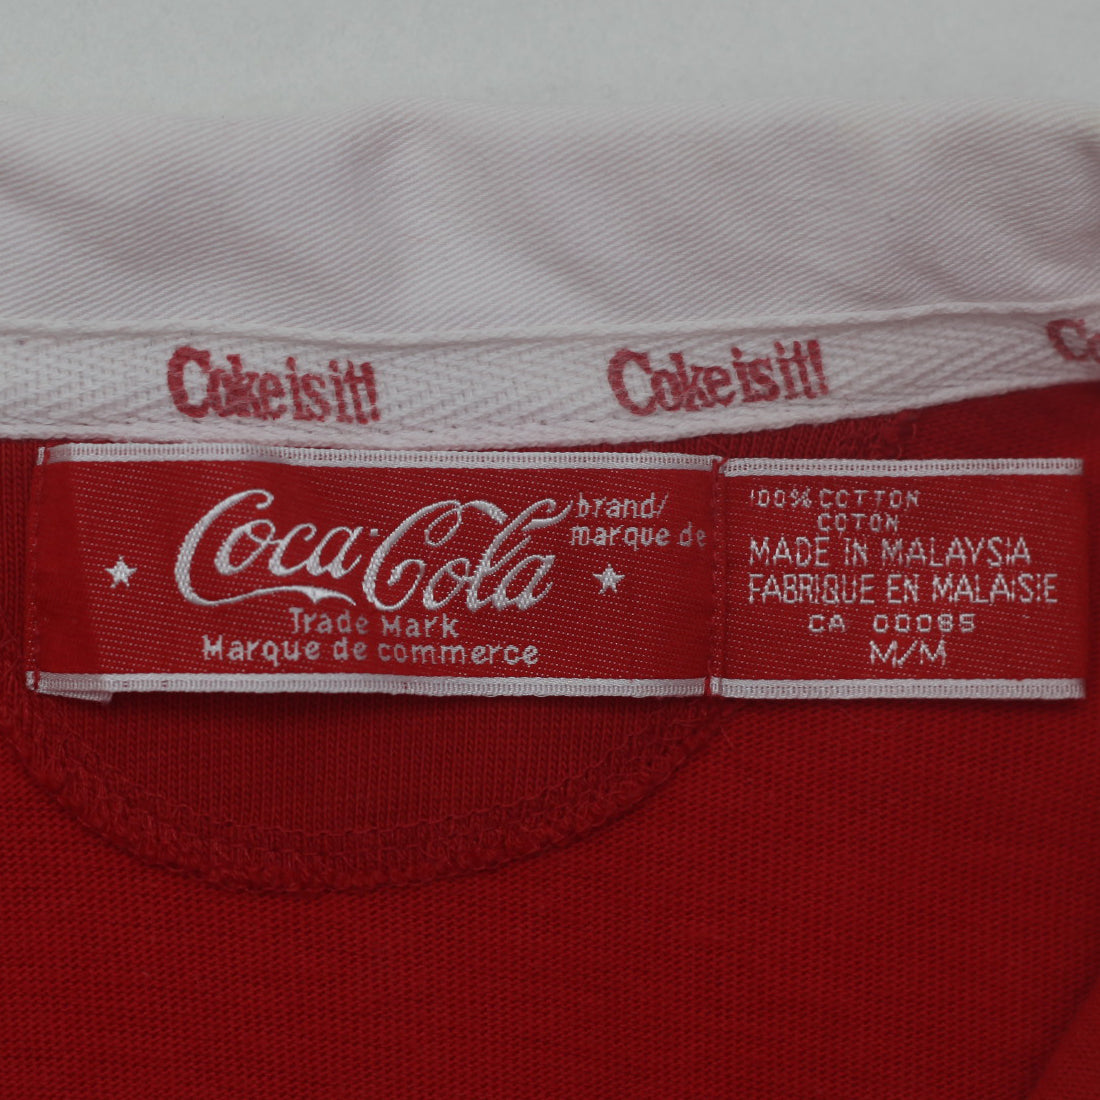 Coke is it! Coke is it! C
Coca-Cola brand/
marque de
Trade Mark
Marque de commerce
100% COTTON
COTON
MADE IN MALAYSIA
FABRIQUE EN MALAISIE
CA 00085
M/M